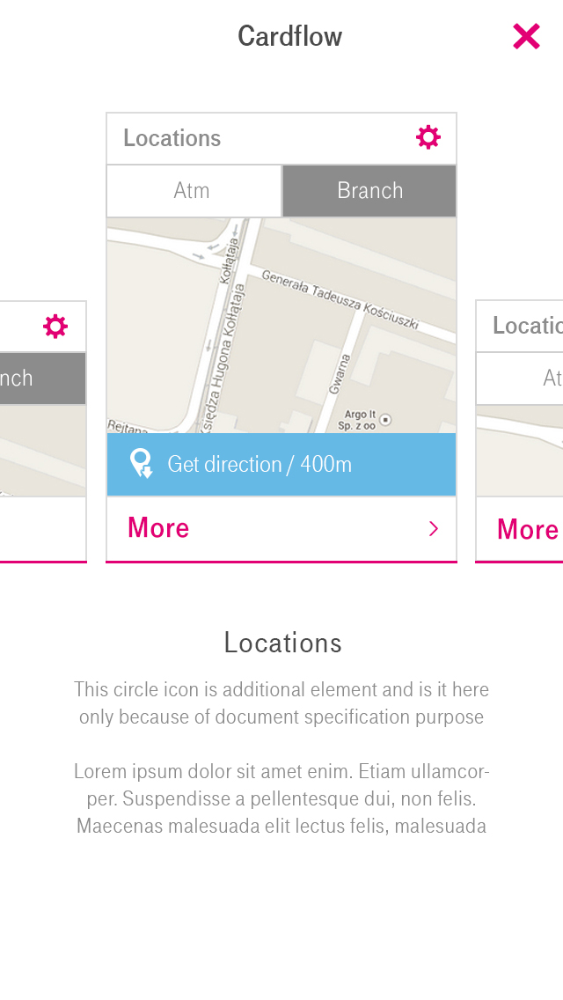 Cardflow
Locations
Atm
Branch
Kołłątaja
Generała Tadeusza Kościuszki
Księdza Hugona Kołłątaja
Gwarna
Argo It
Sp. z oo
Rejtana
Get direction / 400m
More
nch
Locatio
At
More
Locations
This circle icon is additional element and is it here
only because of document specification purpose
Lorem ipsum dolor sit amet enim. Etiam ullamcor-
per. Suspendisse a pellentesque dui, non felis.
Maecenas malesuada elit lectus felis, malesuada